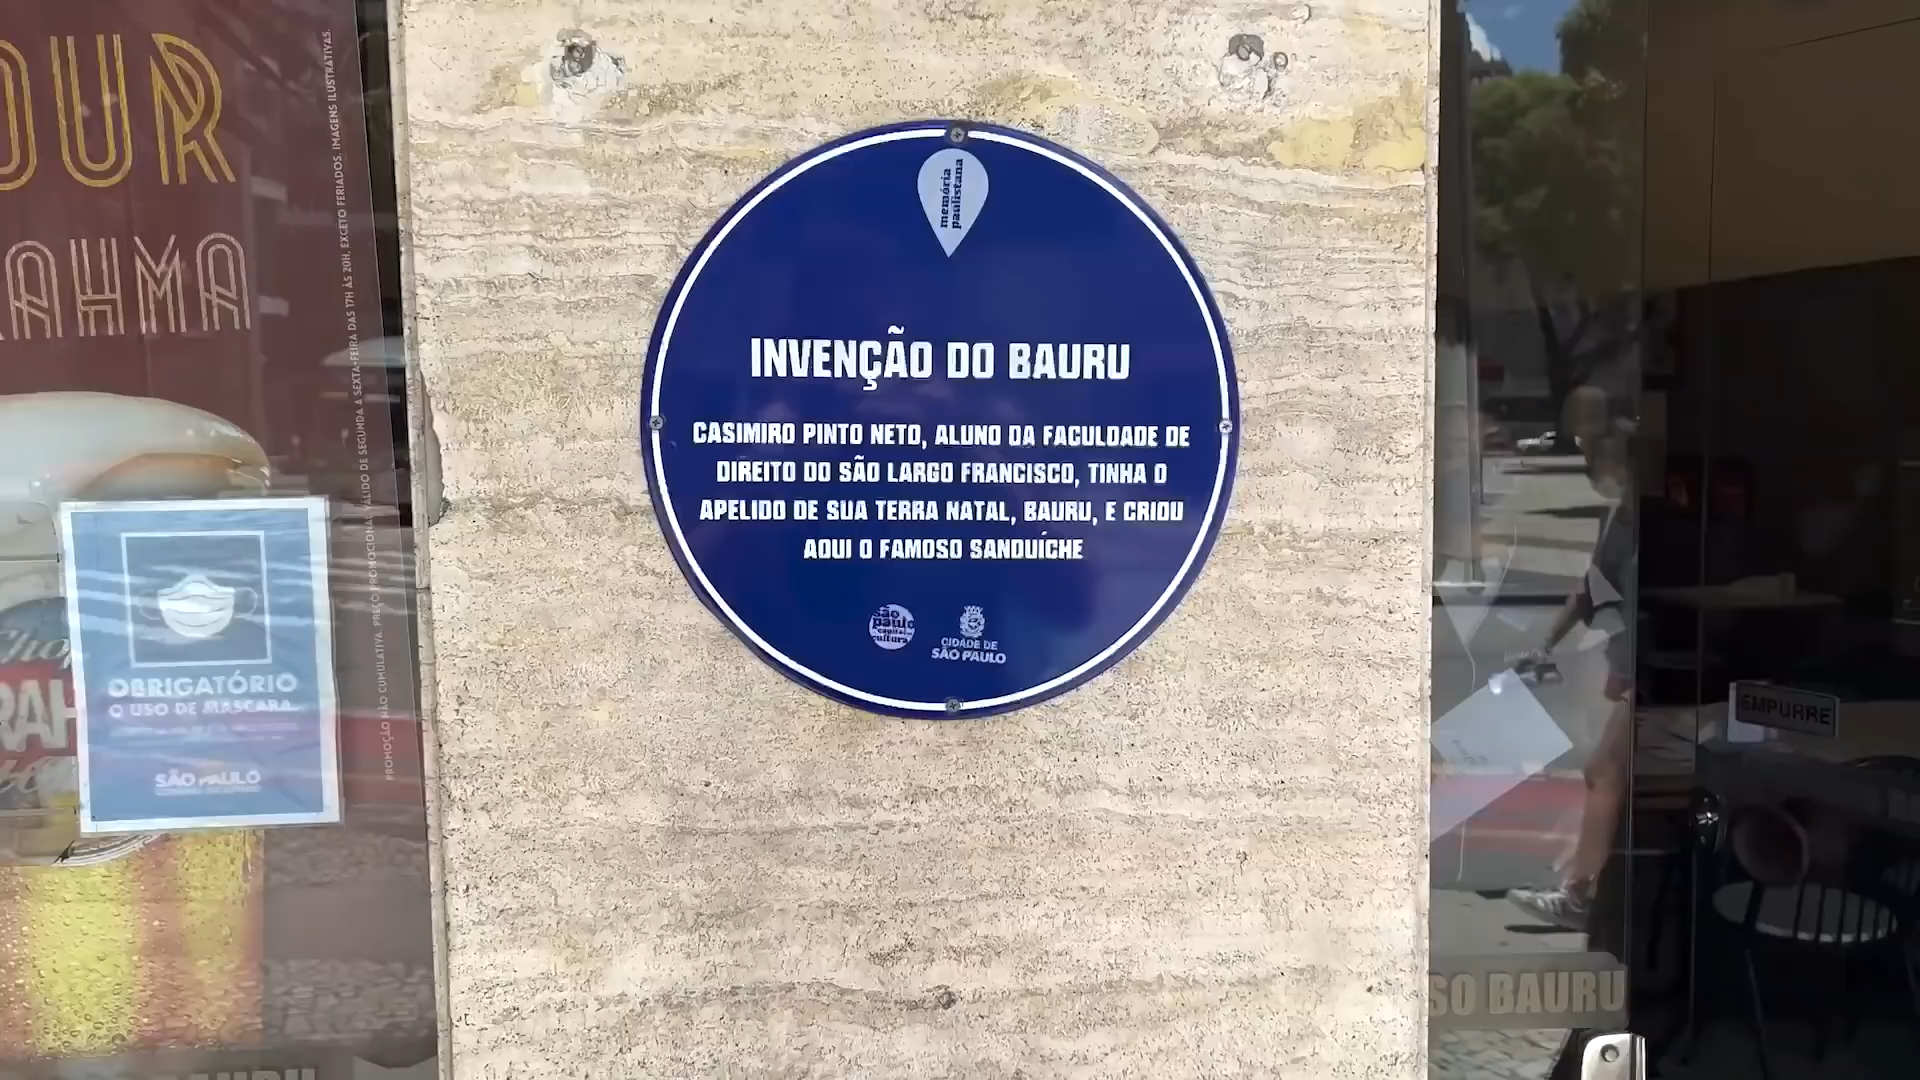 OUR
AHMA
PROMOÇÃO NÃO CUMULATIVA. PREÇO PROMOCIONAL VÁLIDO DE SEGUNDA A SEXTA-FEIRA DAS 17H ÀS 20H, EXCETO FERIADOS. IMAGENS ILUSTRATIVAS.
RAH
OBRIGATÓRIO
O USO DE MÁSCARA.
SÃO PAULO
memória
paulistana
INVENÇÃO DO BAURU
CASIMIRO PINTO NETO, ALUNO DA FACULDADE DE
DIREITO DO SÃO LARGO FRANCISCO, TINHA O
APELIDO DE SUA TERRA NATAL, BAURU, E CRIOU
AQUI O FAMOSO SANDUÍCHE
são
paulo
capital
cultura
CIDADE DE
SÃO PAULO
EMPURRE
SO BAURU